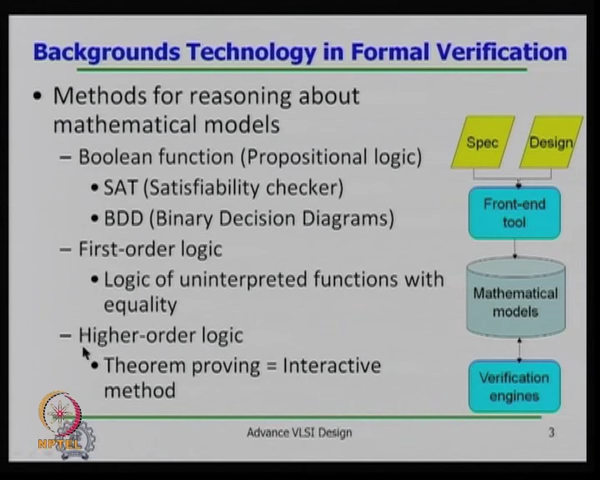 Backgrounds Technology in Formal Verification
• Methods for reasoning about
mathematical models
– Boolean function (Propositional logic)
• SAT (Satisfiability checker)
• BDD (Binary Decision Diagrams)
– First-order logic
• Logic of uninterpreted functions with
equality
– Higher-order logic
• Theorem proving = Interactive
method
Spec
Design
Front-end
tool
Mathematical
models
Verification
engines
NPTEL
Advance VLSI Design
3